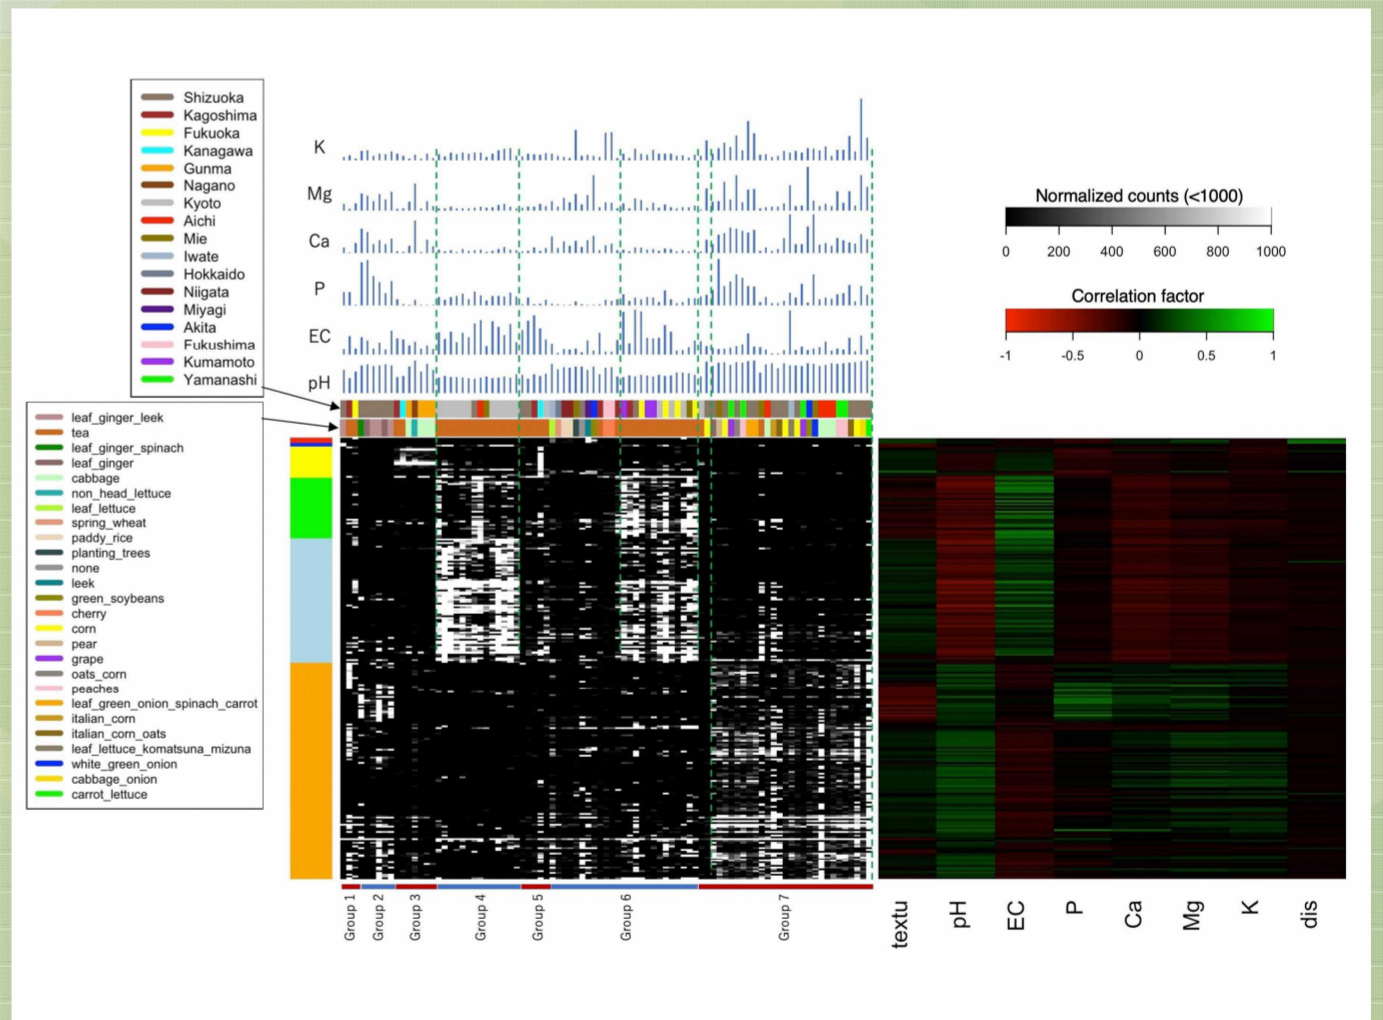 Shizuoka
Kagoshima
Fukuoka
Kanagawa
Gunma
Nagano
Kyoto
Aichi
Mie
Iwate
Hokkaido
Niigata
Miyagi
Akita
Fukushima
Kumamoto
Yamanashi
leaf_ginger_leek
tea
leaf_ginger_spinach
leaf_ginger
cabbage
non_head_lettuce
leaf_lettuce
spring_wheat
paddy_rice
planting_trees
none
leek
green_soybeans
cherry
corn
pear
grape
oats_corn
peaches
leaf_green_onion_spinach_carrot
italian_corn
italian_corn_oats
leaf_lettuce_komatsuna_mizuna
white_green_onion
cabbage_onion
carrot_lettuce
K
Mg
Ca
P
EC
pH
Normalized counts (<1000)
0 200 400 600 800 1000
Correlation factor
-1 -0.5 0 0.5 1
Group 1
Group 2
Group 3
Group 4
Group 5
Group 6
Group 7
textu
pH
EC
P
Ca
Mg
K
dis